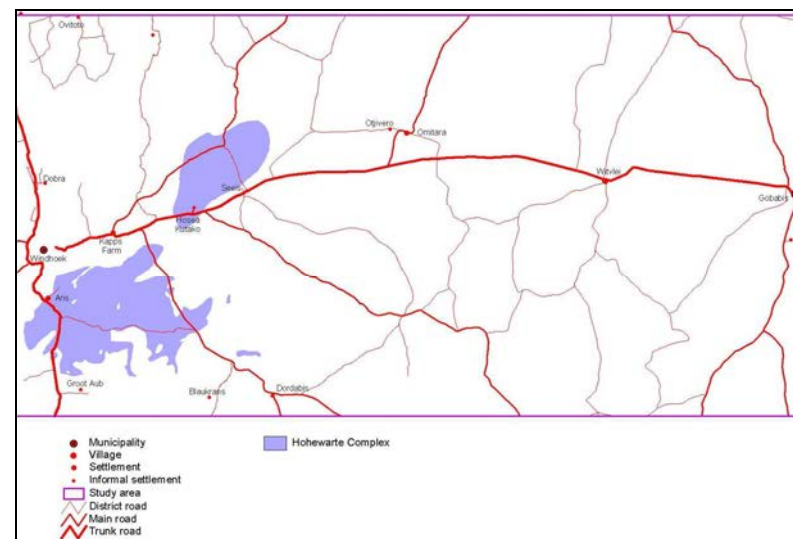 Ovitoto
Otjivero
Omitara
Dobra
Seeis
Witvlei
Gobabis
Hosea
Kutako
Kapps
Farm
Windhoek
Aris
Groot Aub
Blaukrans
Dordabis
Municipality
Village
Settlement
Informal settlement
Study area
District road
Main road
Trunk road
Hohewarte Complex